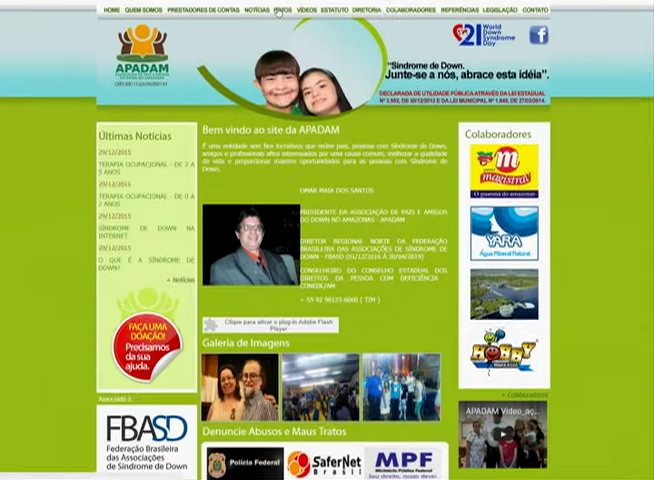 HOME QUEM SOMOS PRESTADORES DE CONTAS NOTÍCIAS VÍDEOS ESTATUTO DIRETORIA COLABORADORES REFERÊNCIAS LEGISLAÇÃO CONTATO
APADAM
21 World Down Syndrome Day
f
"Síndrome de Down.
Junte-se a nós, abrace esta idéia".
DECLARADA DE UTILIDADE PÚBLICA ATRAVÉS DA LEI ESTADUAL
Últimas Notícias
29/12/2015
TERAPIA OCUPACIONAL - DE 2 A
5 ANOS
29/12/2015
TERAPIA OCUPACIONAL - DE 0 A
2 ANOS
29/12/2015
SÍNDROME DE DOWN NA
INTERNET
29/12/2015
O QUE É A SÍNDROME DE
DOWN?
+ Notícias
FAÇA UMA
DOAÇÃO!
Precisamos
da sua
ajuda.
Associado à:
FBASD
Federação Brasileira
das Associações
de Síndrome de Down
Bem vindo ao site da APADAM
É uma entidade sem fins lucrativos que reúne pais, pessoas com Síndrome de Down,
amigos e profissionais afins interessados por uma causa comum, melhorar a qualidade
de vida e proporcionar maiores oportunidades para as pessoas com Síndrome de
Down.
OMAR MAIA DOS SANTOS
PRESIDENTE DA ASSOCIAÇÃO DE PAIS E AMIGOS
DO DOWN NO AMAZONAS - APADAM
DIRETOR REGIONAL NORTE DA FEDERAÇÃO
BRASILEIRA DAS ASSOCIAÇÕES DE SÍNDROME DE
DOWN - FBASD
CONSELHEIRO DO CONSELHO ESTADUAL DOS
DIREITOS DA PESSOA COM DEFICIÊNCIA -
Clique para ativar o plug-in Adobe Flash
Player
Galeria de Imagens
Denuncie Abusos e Maus Tratos
Polícia Federal
SaferNet
Brasil
MPF
Ministério Público Federal
Colaboradores
m
magistral
O guaraná do amazonas
YARA
Água Mineral Natural
HOBBY
+ Colaboradores
APADAM Vídeo_aç...